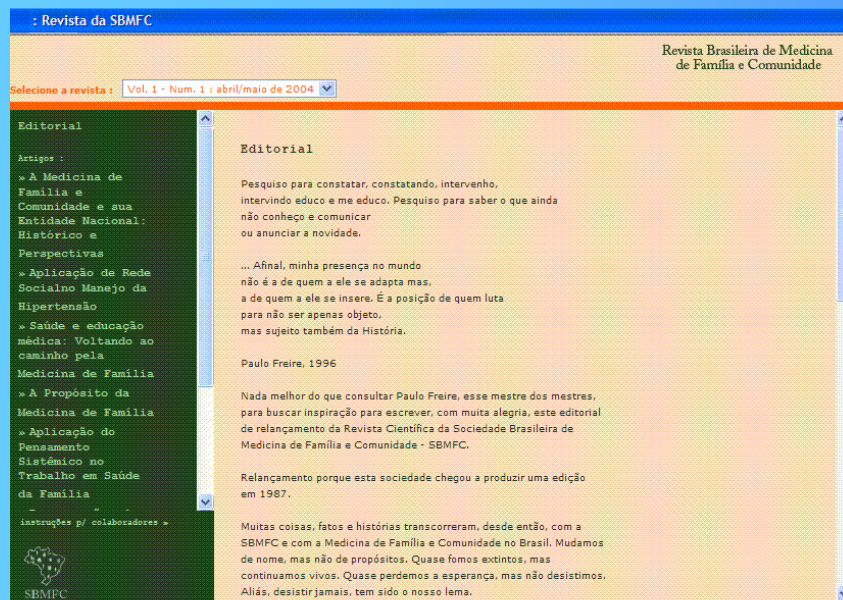 : Revista da SBMFC
Revista Brasileira de Medicina
de Família e Comunidade
Selecione a revista :
Vol. 1 - Num. 1 : abril/maio de 2004
Editorial
Artigos :
» A Medicina de
Família e
Comunidade e sua
Entidade Nacional:
Histórico e
Perspectivas
» Aplicação de Rede
Socialno Manejo da
Hipertensão
» Saúde e educação
médica: Voltando ao
caminho pela
Medicina de Família
» A Propósito da
Medicina de Família
» Aplicação do
Pensamento
Sistêmico no
Trabalho em Saúde
da Família
instruções p/ colaboradores »
SBMFC
Editorial
Pesquiso para constatar, constatando, intervenho,
intervindo educo e me educo. Pesquiso para saber o que ainda
não conheço e comunicar
ou anunciar a novidade.
... Afinal, minha presença no mundo
não é a de quem a ele se adapta mas,
a de quem a ele se insere. É a posição de quem luta
para não ser apenas objeto,
mas sujeito também da História.
Paulo Freire, 1996
Nada melhor do que consultar Paulo Freire, esse mestre dos mestres,
para buscar inspiração para escrever, com muita alegria, este editorial
de relançamento da Revista Científica da Sociedade Brasileira de
Medicina de Família e Comunidade - SBMFC.
Relançamento porque esta sociedade chegou a produzir uma edição
em 1987.
Muitas coisas, fatos e histórias transcorreram, desde então, com a
SBMFC e com a Medicina de Família e Comunidade no Brasil. Mudamos
de nome, mas não de propósitos. Quase fomos extintos, mas
continuamos vivos. Quase perdemos a esperança, mas não desistimos.
Aliás, desistir jamais, tem sido o nosso lema.